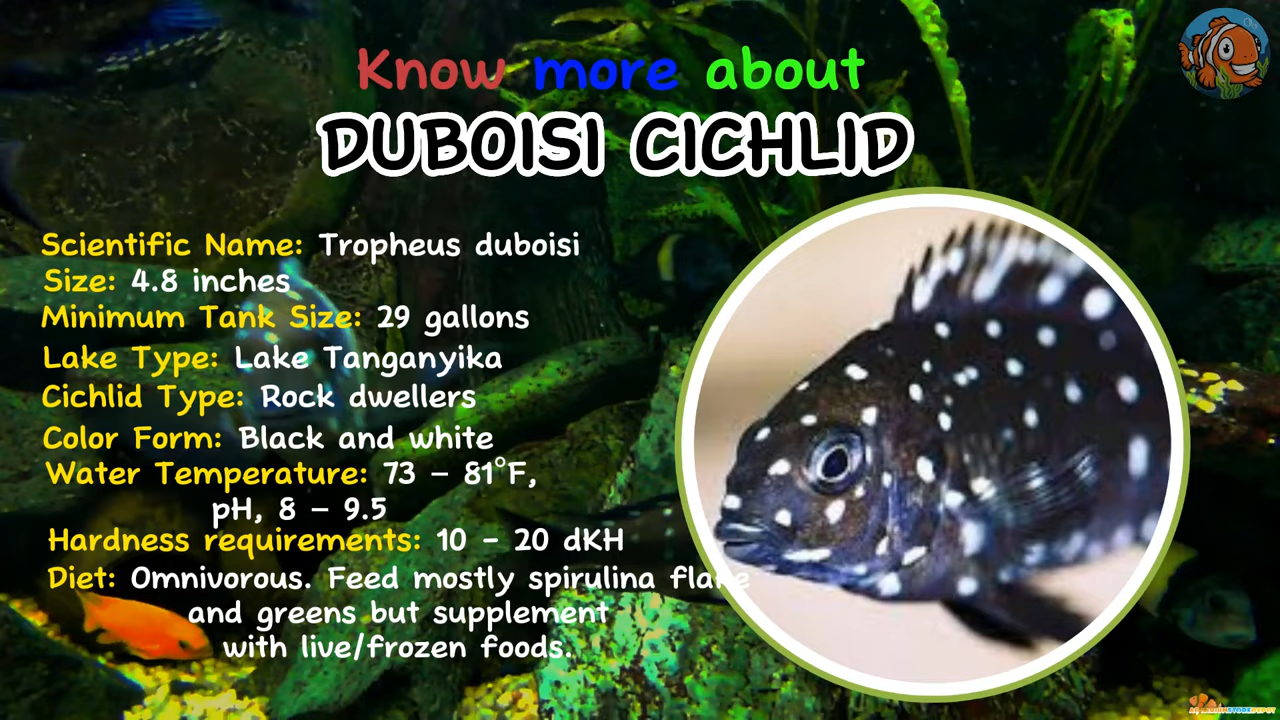 Know more about
DUBOISI CICHLID
Scientific Name: Tropheus duboisi
Size: 4.8 inches
Minimum Tank Size: 29 gallons
Lake Type: Lake Tanganyika
Cichlid Type: Rock dwellers
Color Form: Black and white
Water Temperature: 73 – 81°F,
pH, 8 – 9.5
Hardness requirements: 10 – 20 dKH
Diet: Omnivorous. Feed mostly spirulina flake
and greens but supplement
with live/frozen foods.